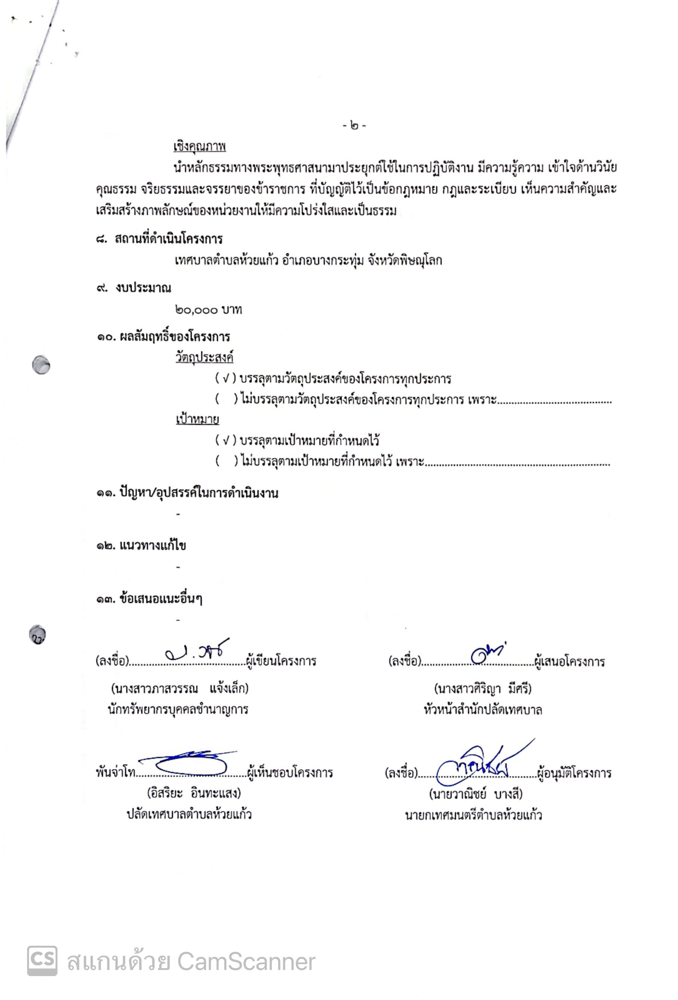 - ๒ -
เชิงคุณภาพ
นำหลักธรรมทางพระพุทธศาสนามาประยุกต์ใช้ในการปฏิบัติงาน มีความรู้ความ เข้าใจด้านวินัย
คุณธรรม จริยธรรมและจรรยาของข้าราชการ ที่บัญญัติไว้เป็นข้อกฎหมาย กฎและระเบียบ เห็นความสำคัญและ
เสริมสร้างภาพลักษณ์ของหน่วยงานให้มีความโปร่งใสและเป็นธรรม
๘. สถานที่ดำเนินโครงการ
เทศบาลตำบลห้วยแก้ว อำเภอบางกระทุ่ม จังหวัดพิษณุโลก
๙. งบประมาณ
๒๐,๐๐๐ บาท
๑๐. ผลสัมฤทธิ์ของโครงการ
วัตถุประสงค์
( √ ) บรรลุตามวัตถุประสงค์ของโครงการทุกประการ
(   ) ไม่บรรลุตามวัตถุประสงค์ของโครงการทุกประการ เพราะ........................................
เป้าหมาย
( √ ) บรรลุตามเป้าหมายที่กำหนดไว้
(   ) ไม่บรรลุตามเป้าหมายที่กำหนดไว้ เพราะ................................................................
๑๑. ปัญหา/อุปสรรค์ในการดำเนินงาน
-
๑๒. แนวทางแก้ไข
-
๑๓. ข้อเสนอแนะอื่นๆ
-
(ลงชื่อ)........................................ผู้เขียนโครงการ (ลงชื่อ)........................................ผู้เสนอโครงการ
(นางสาวภาสวรรณ แจ้งเล็ก) (นางสาวศิริญา มีศรี)
นักทรัพยากรบุคคลชำนาญการ หัวหน้าสำนักปลัดเทศบาล
พันจ่าโท........................................ผู้เห็นชอบโครงการ (ลงชื่อ) วาณิชย์ ผู้อนุมัติโครงการ
(อิสริยะ อินทะแสง) (นายวาณิชย์ บางสี)
ปลัดเทศบาลตำบลห้วยแก้ว นายกเทศมนตรีตำบลห้วยแก้ว
CS สแกนด้วย CamScanner